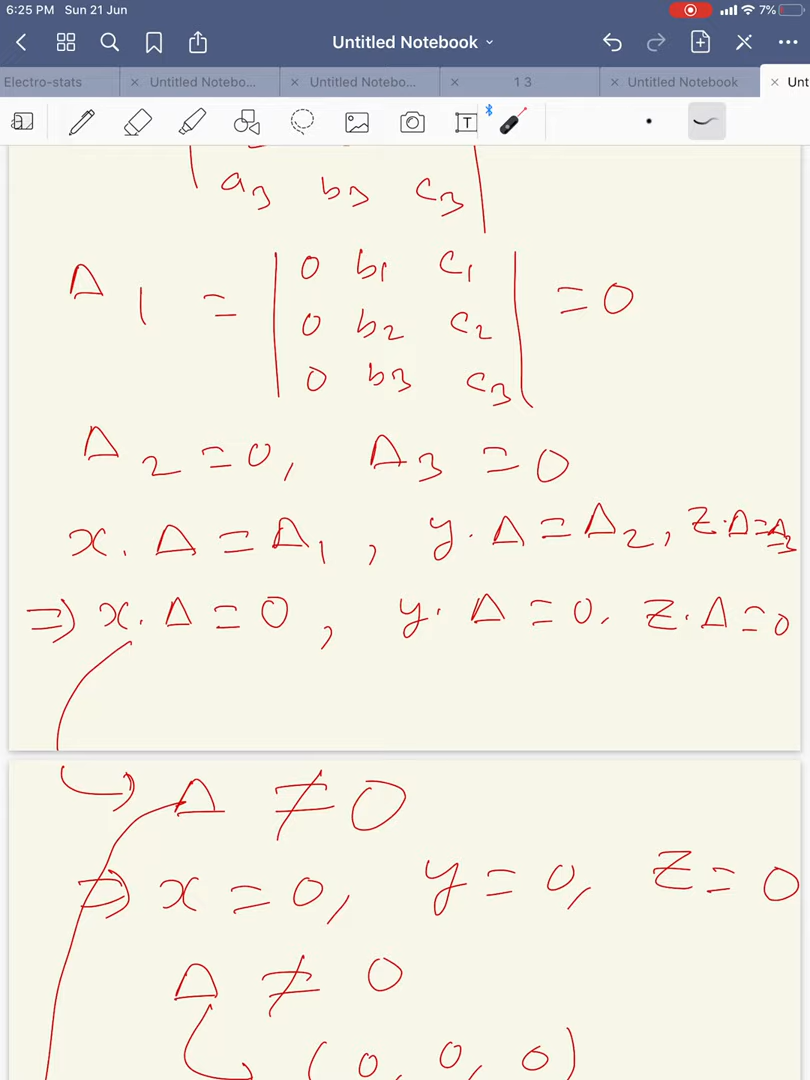 6:25 PM Sun 21 Jun 7%
Untitled Notebook
Electro-stats × Untitled Notebo... × Untitled Notebo... × 1 3 × Untitled Notebook × Unt
T
a3 b3 c3
Δ1 = | 0 b1 c1 | = 0
| 0 b2 c2 |
| 0 b3 c3 |
Δ2 = 0, Δ3 = 0
x. Δ = Δ1, y. Δ = Δ2, z. Δ = Δ3
⇒ x. Δ = 0, y. Δ = 0, z. Δ = 0
Δ ≠ 0
⇒ x = 0, y = 0, z = 0
Δ ≠ 0
(0, 0, 0)